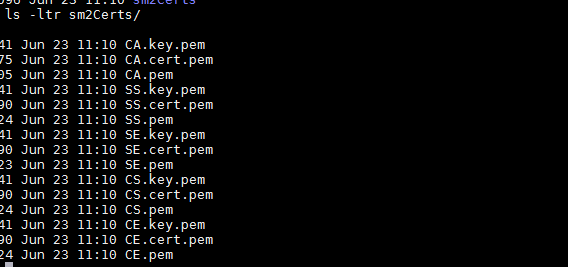 096 Jun 23 11:10 sm2Certs
ls -ltr sm2Certs/
41 Jun 23 11:10 CA.key.pem
75 Jun 23 11:10 CA.cert.pem
05 Jun 23 11:10 CA.pem
41 Jun 23 11:10 SS.key.pem
90 Jun 23 11:10 SS.cert.pem
24 Jun 23 11:10 SS.pem
41 Jun 23 11:10 SE.key.pem
90 Jun 23 11:10 SE.cert.pem
23 Jun 23 11:10 SE.pem
41 Jun 23 11:10 CS.key.pem
90 Jun 23 11:10 CS.cert.pem
24 Jun 23 11:10 CS.pem
41 Jun 23 11:10 CE.key.pem
90 Jun 23 11:10 CE.cert.pem
24 Jun 23 11:10 CE.pem